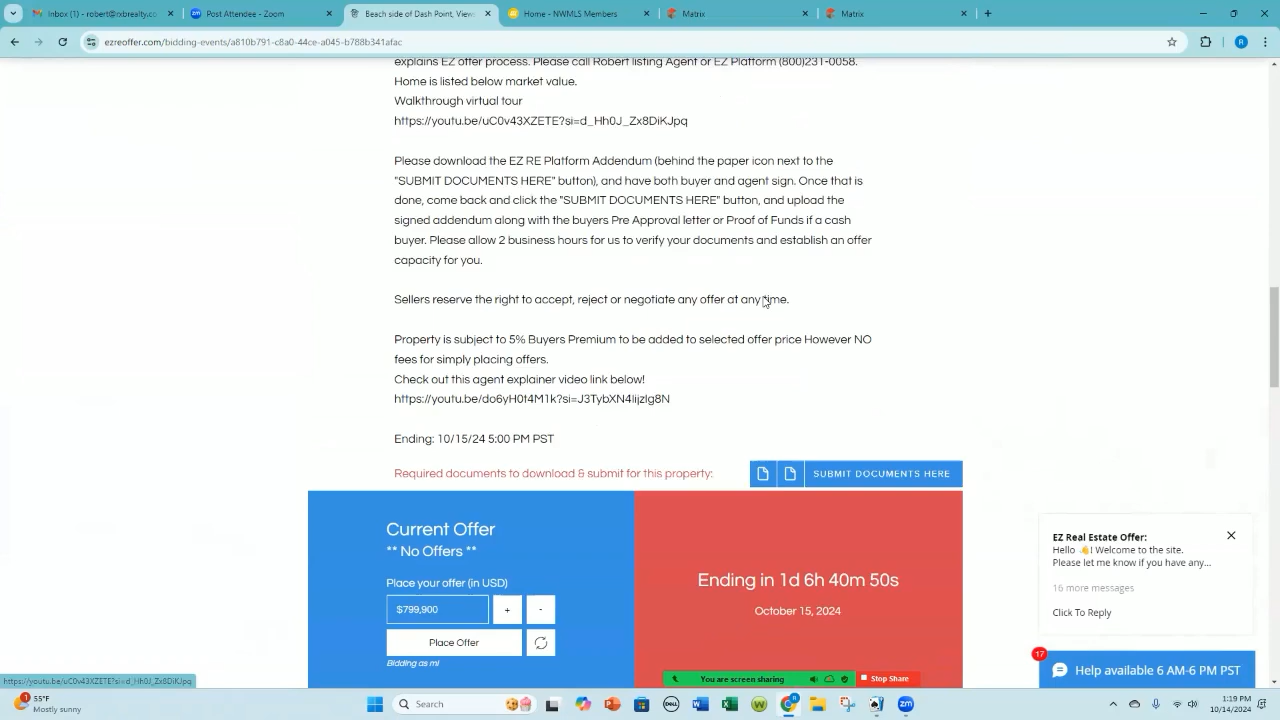 Inbox (1) - robert@xbrealty.co
Post Attendee - Zoom
Beach side of Dash Point, Views
Home - NWMLS Members
Matrix
Matrix
ezreoffer.com/bidding-events/a810b791-c8a0-44ce-a045-b788b341afac
explains EZ offer process. Please call Robert listing Agent or EZ Platform (800)231-0058.
Home is listed below market value.
Walkthrough virtual tour
https://youtu.be/uC0v43XZETE?si=d_Hh0J_Zx8DiKJpq
Please download the EZ RE Platform Addendum (behind the paper icon next to the
"SUBMIT DOCUMENTS HERE" button), and have both buyer and agent sign. Once that is
done, come back and click the "SUBMIT DOCUMENTS HERE" button, and upload the
signed addendum along with the buyers Pre Approval letter or Proof of Funds if a cash
buyer. Please allow 2 business hours for us to verify your documents and establish an offer
capacity for you.
Sellers reserve the right to accept, reject or negotiate any offer at any time.
Property is subject to 5% Buyers Premium to be added to selected offer price However NO
fees for simply placing offers.
Check out this agent explainer video link below!
https://youtu.be/do6yH0t4M1k?si=J3TybXN4lijzlg8N
Ending: 10/15/24 5:00 PM PST
Required documents to download & submit for this property:
SUBMIT DOCUMENTS HERE
Current Offer
** No Offers **
Place your offer (in USD)
$799,900
+
-
Place Offer
Bidding as ml
Ending in 1d 6h 40m 50s
October 15, 2024
EZ Real Estate Offer:
Hello 👋! Welcome to the site.
Please let me know if you have any...
16 more messages
Click To Reply
17
Help available 6 AM-6 PM PST
https://youtu.be/uC0v43XZETE?si=d_Hh0J_Zx8DiKJpq
You are screen sharing
Stop Share
55°F
Mostly sunny
Search
1:19 PM
10/14/2024